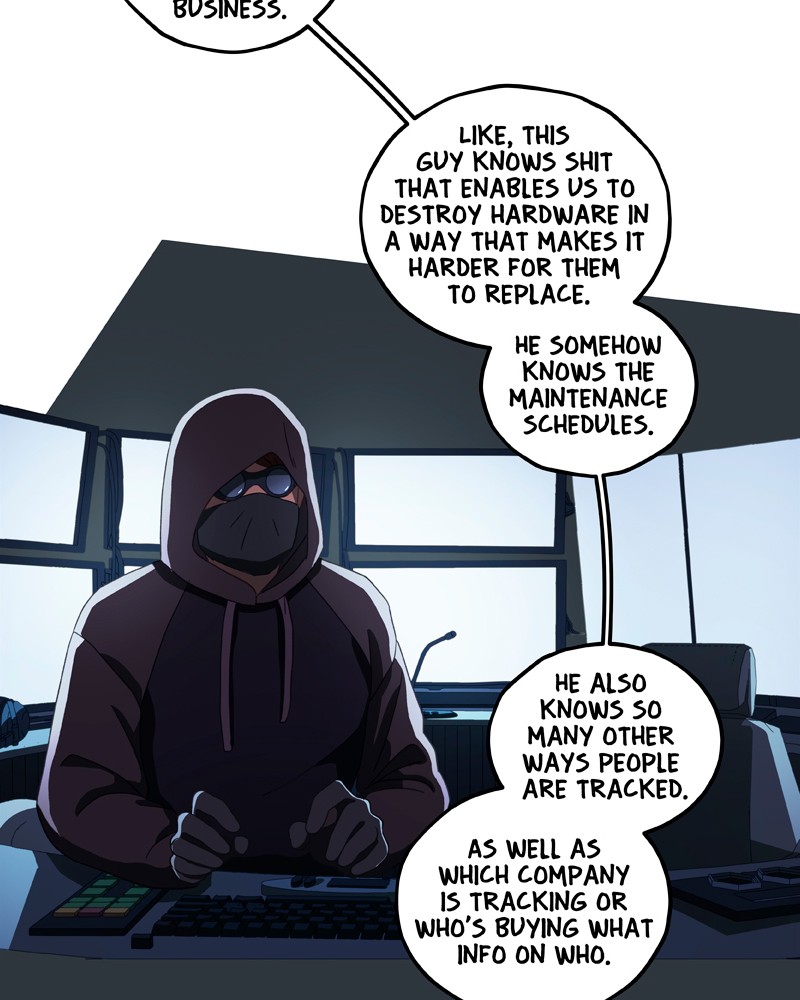 BUSINESS.
LIKE, THIS
GUY KNOWS SHIT
THAT ENABLES US TO
DESTROY HARDWARE IN
A WAY THAT MAKES IT
HARDER FOR THEM
TO REPLACE.
HE SOMEHOW
KNOWS THE
MAINTENANCE
SCHEDULES.
HE ALSO
KNOWS SO
MANY OTHER
WAYS PEOPLE
ARE TRACKED.
AS WELL AS
WHICH COMPANY
IS TRACKING OR
WHO'S BUYING WHAT
INFO ON WHO.